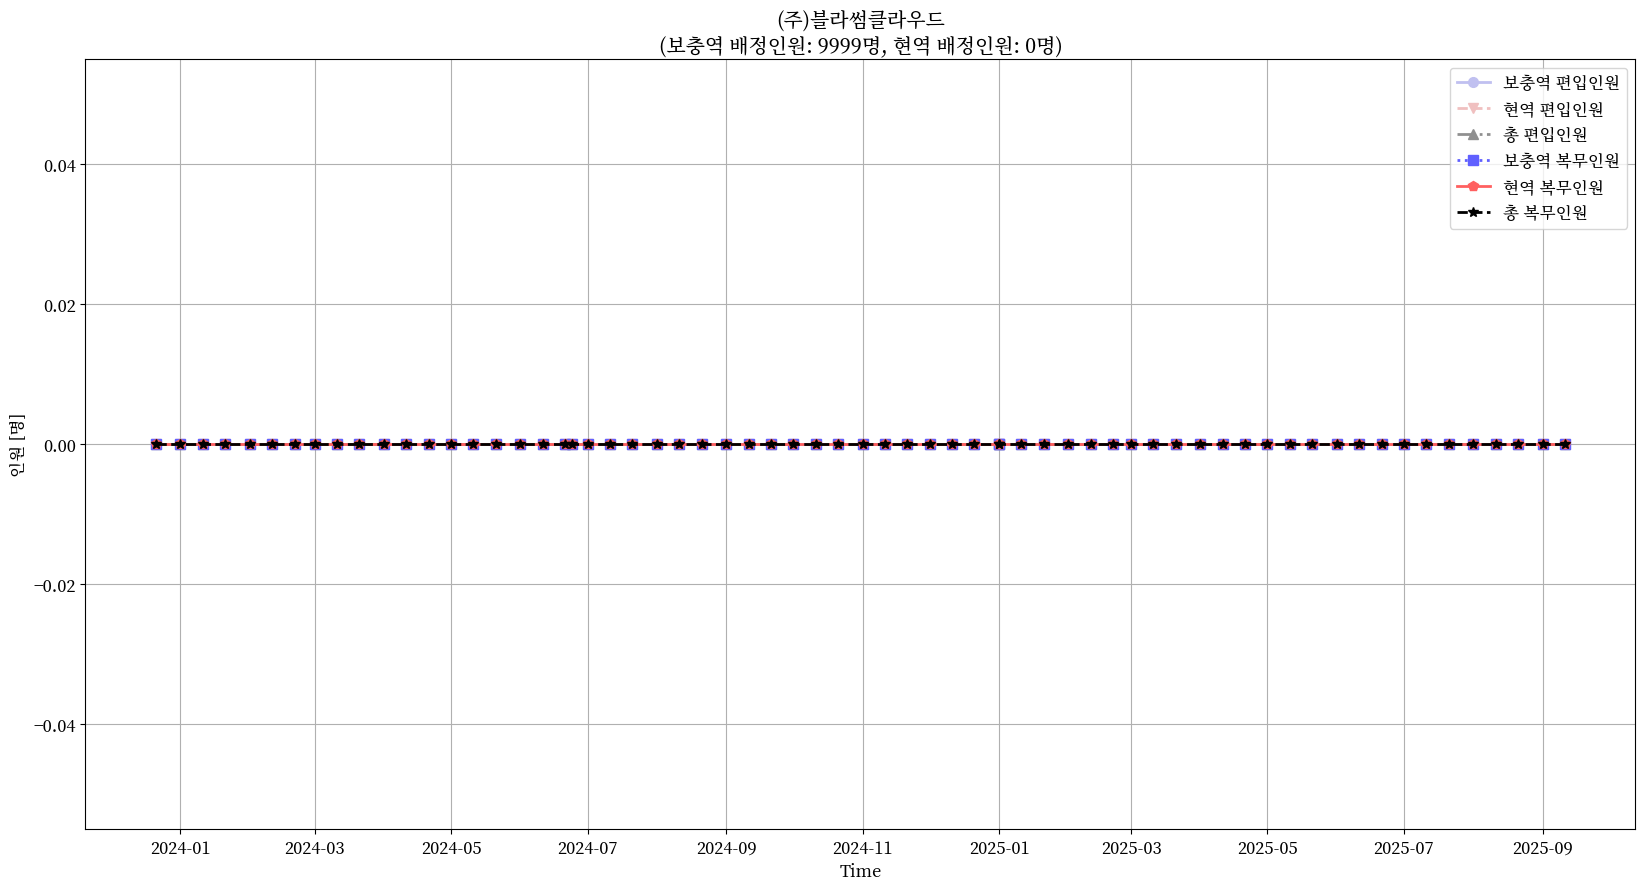 (주)블라썸클라우드
(보충역 배정인원: 9999명, 현역 배정인원: 0명)
보충역 편입인원
현역 편입인원
총 편입인원
보충역 복무인원
현역 복무인원
총 복무인원
인원 [명]
0.04
0.02
0.00
−0.02
−0.04
2024-01 2024-03 2024-05 2024-07 2024-09 2024-11 2025-01 2025-03 2025-05 2025-07 2025-09
Time